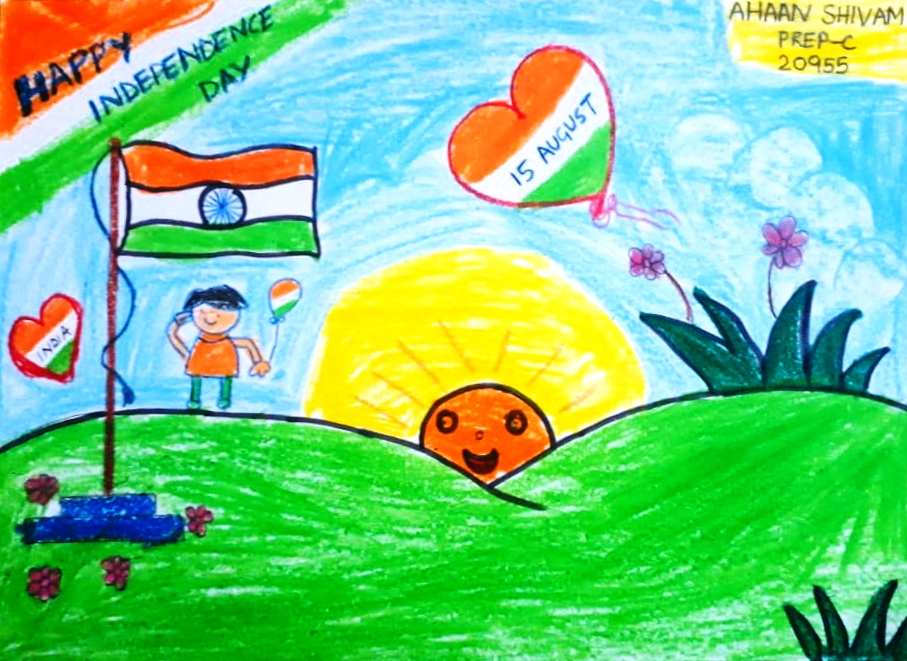 HAPPY
INDEPENDENCE
DAY
AHAAN SHIVAM
PREP-C
20955
15 AUGUST
INDIA